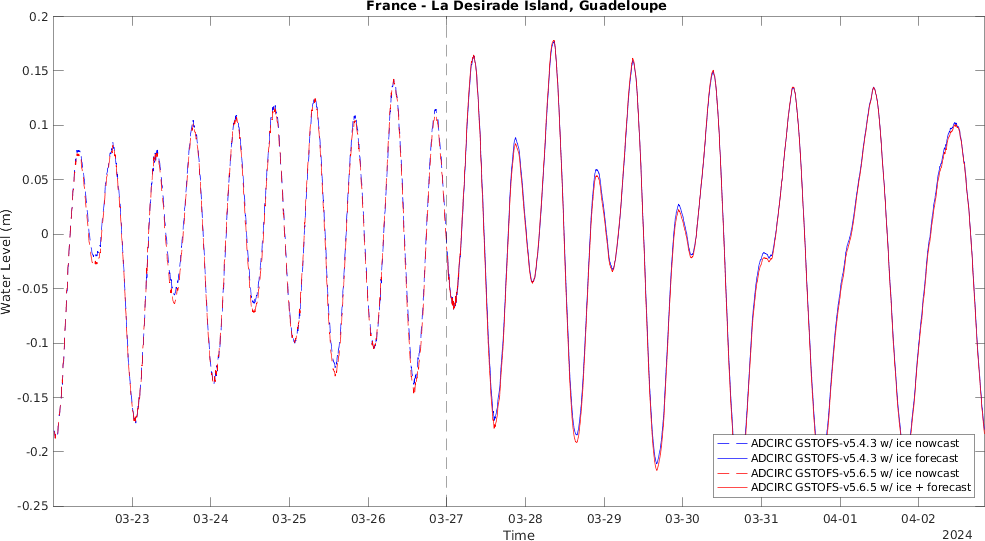 France - La Desirade Island, Guadeloupe
Water Level (m)
0.2
0.15
0.1
0.05
0
-0.05
-0.1
-0.15
-0.2
-0.25
ADCIRC GSTOFS-v5.4.3 w/ ice nowcast
ADCIRC GSTOFS-v5.4.3 w/ ice forecast
ADCIRC GSTOFS-v5.6.5 w/ ice nowcast
ADCIRC GSTOFS-v5.6.5 w/ ice + forecast
03-23 03-24 03-25 03-26 03-27 03-28 03-29 03-30 03-31 04-01 04-02
Time
2024